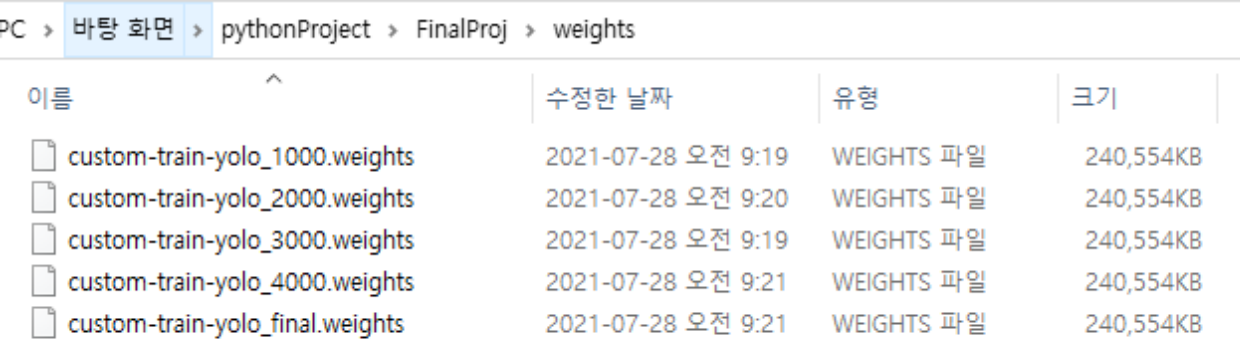 PC > 바탕 화면 > pythonProject > FinalProj > weights
이름 수정한 날짜 유형 크기
custom-train-yolo_1000.weights 2021-07-28 오전 9:19 WEIGHTS 파일 240,554KB
custom-train-yolo_2000.weights 2021-07-28 오전 9:20 WEIGHTS 파일 240,554KB
custom-train-yolo_3000.weights 2021-07-28 오전 9:19 WEIGHTS 파일 240,554KB
custom-train-yolo_4000.weights 2021-07-28 오전 9:21 WEIGHTS 파일 240,554KB
custom-train-yolo_final.weights 2021-07-28 오전 9:21 WEIGHTS 파일 240,554KB